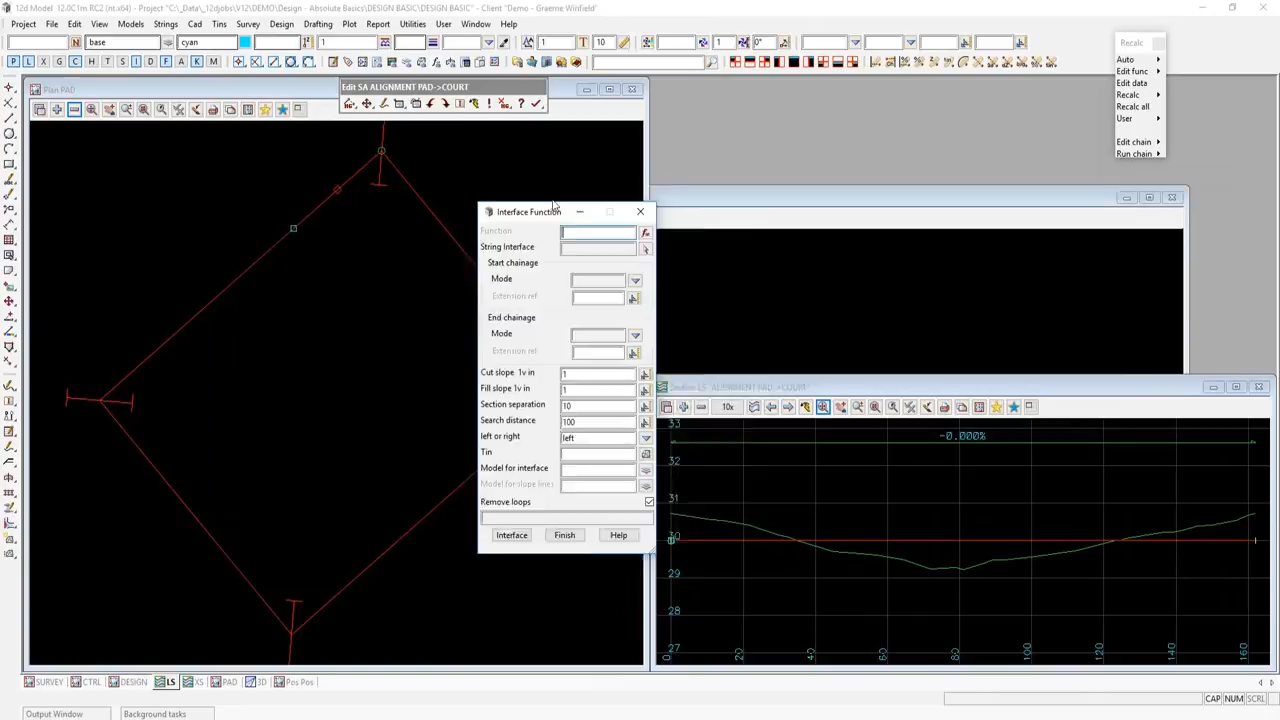 12d Model 12.0C1m RC2 (nt.x64) - Project "C:\_Data\_12djobs\V12\DEMO\Design - Absolute Basics\DESIGN BASIC\DESIGN BASIC" - Client "Demo - Graeme Winfield"
Project Edit View Models Strings Cad Tins Survey Design Drafting Plot Report Utilities User Window Help
base cyan 1 1 T 10 1 0°
P L X G C H T S I D F A K M
Recalc
Auto
Edit func
Edit data
Recalc
Recalc all
User
Edit chain
Run chain
Plan PAD
Edit SA ALIGNMENT PAD->COURT
Interface Function
Function
String Interface
Start chainage
Mode
Extension ref
End chainage
Mode
Extension ref
Cut slope 1v in 1
Fill slope 1v in 1
Section separation 10
Search distance 100
left or right left
Tin
Model for interface
Model for slope lines
Remove loops
Interface Finish Help
Section LS ALIGNMENT PAD->COURT
10x
-0.000%
33
32
31
30
29
28
27
0 20 40 60 80 100 120 140 160
SURVEY CTRL DESIGN LS XS PAD 3D Pos Pos
CAP NUM SCRL
Output Window Background tasks